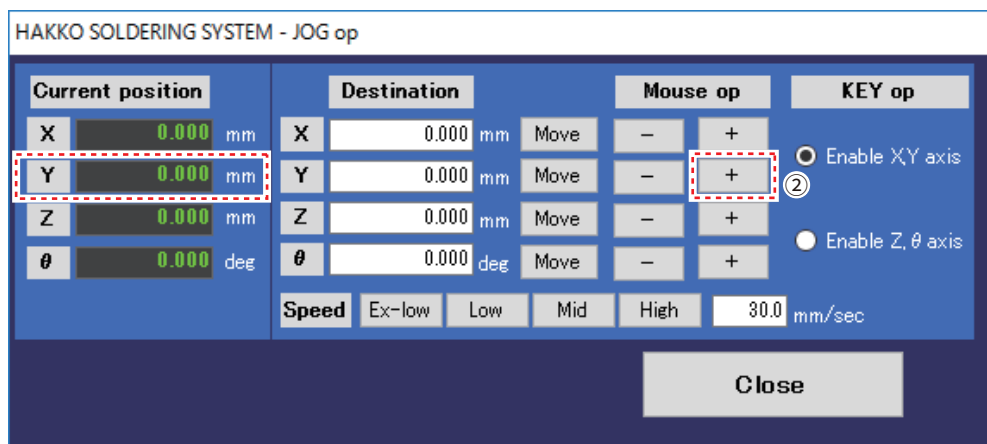 HAKKO SOLDERING SYSTEM - JOG op
Current position Destination Mouse op KEY op
X 0.000 mm X 0.000 mm Move − +
Enable X,Y axis
Y 0.000 mm Y 0.000 mm Move − + ②
Z 0.000 mm Z 0.000 mm Move − +
Enable Z, θ axis
θ 0.000 deg θ 0.000 deg Move − +
Speed Ex-low Low Mid High 30.0 mm/sec
Close